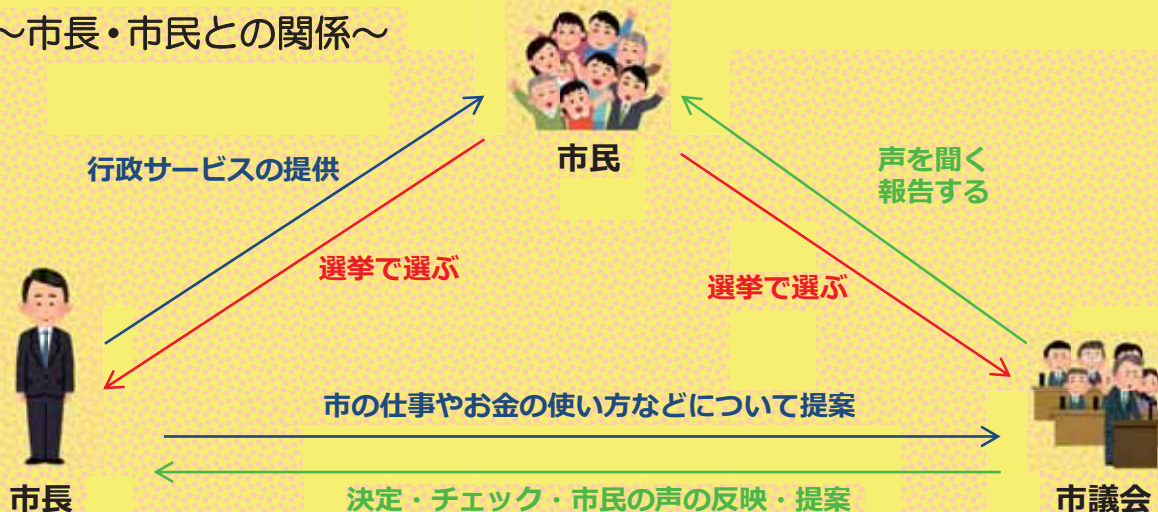 ～市長・市民との関係～
市民
行政サービスの提供
声を聞く
報告する
選挙で選ぶ
選挙で選ぶ
市の仕事やお金の使い方などについて提案
決定・チェック・市民の声の反映・提案
市長
市議会